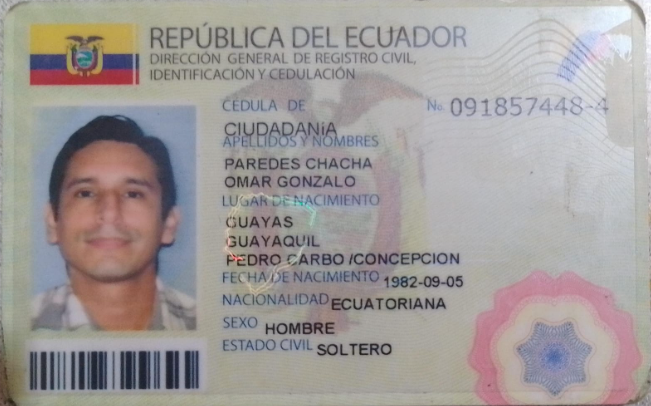 REPÚBLICA DEL ECUADOR
DIRECCIÓN GENERAL DE REGISTRO CIVIL,
IDENTIFICACIÓN Y CEDULACIÓN
CÉDULA DE No. 091857448-4
CIUDADANíA
APELLIDOS Y NOMBRES
PAREDES CHACHA
OMAR GONZALO
LUGAR DE NACIMIENTO
GUAYAS
GUAYAQUIL
PEDRO CARBO /CONCEPCION
FECHA DE NACIMIENTO 1982-09-05
NACIONALIDAD ECUATORIANA
SEXO HOMBRE
ESTADO CIVIL SOLTERO